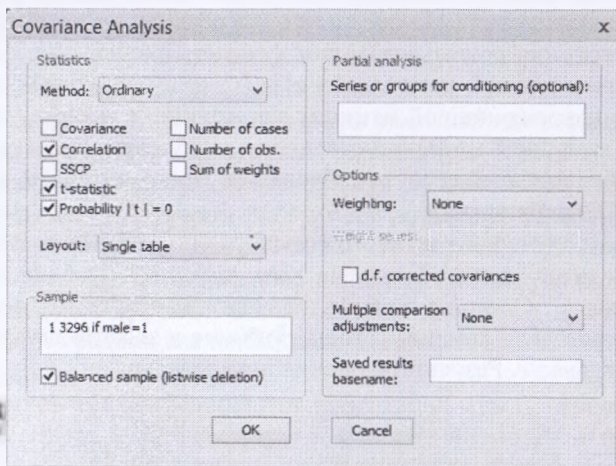 Covariance Analysis x
Statistics
Method: Ordinary
Covariance
Number of cases
Correlation
Number of obs.
SSCP
Sum of weights
t-statistic
Probability | t | = 0
Layout: Single table
Sample
1 3296 if male=1
Balanced sample (listwise deletion)
Partial analysis
Series or groups for conditioning (optional):
Options
Weighting: None
Weight series:
d.f. corrected covariances
Multiple comparison
adjustments: None
Saved results
basename:
OK
Cancel